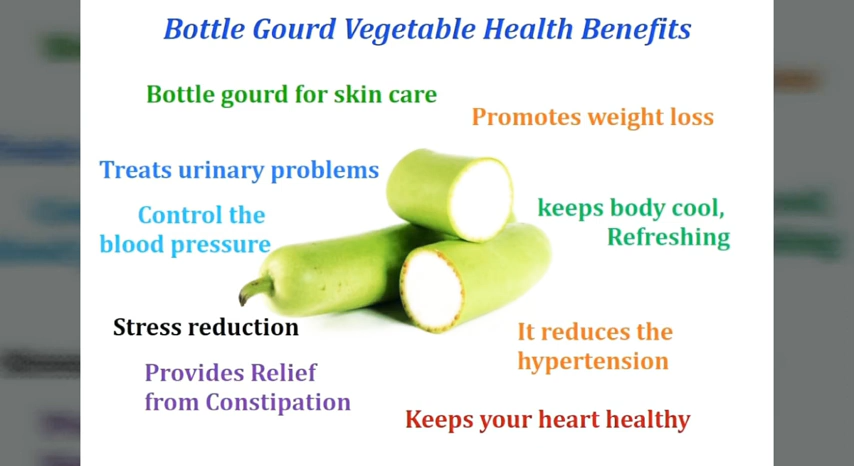 Bottle Gourd Vegetable Health Benefits
Bottle gourd for skin care
Promotes weight loss
Treats urinary problems
Control the
blood pressure
keeps body cool,
Refreshing
Stress reduction
It reduces the
hypertension
Provides Relief
from Constipation
Keeps your heart healthy